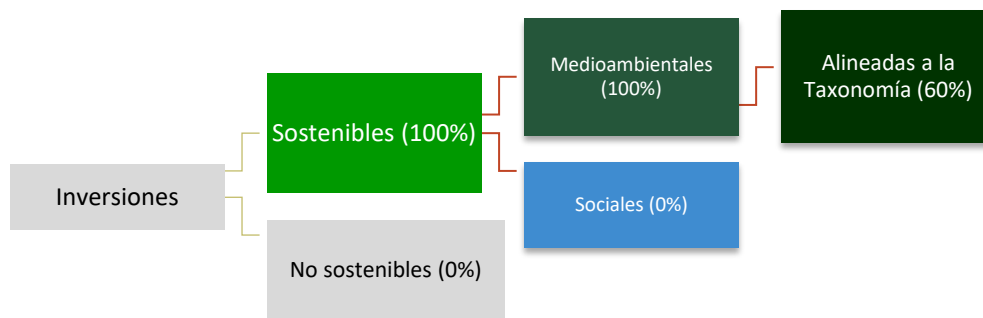 Inversiones
Sostenibles (100%)
No sostenibles (0%)
Medioambientales
(100%)
Sociales (0%)
Alineadas a la
Taxonomía (60%)